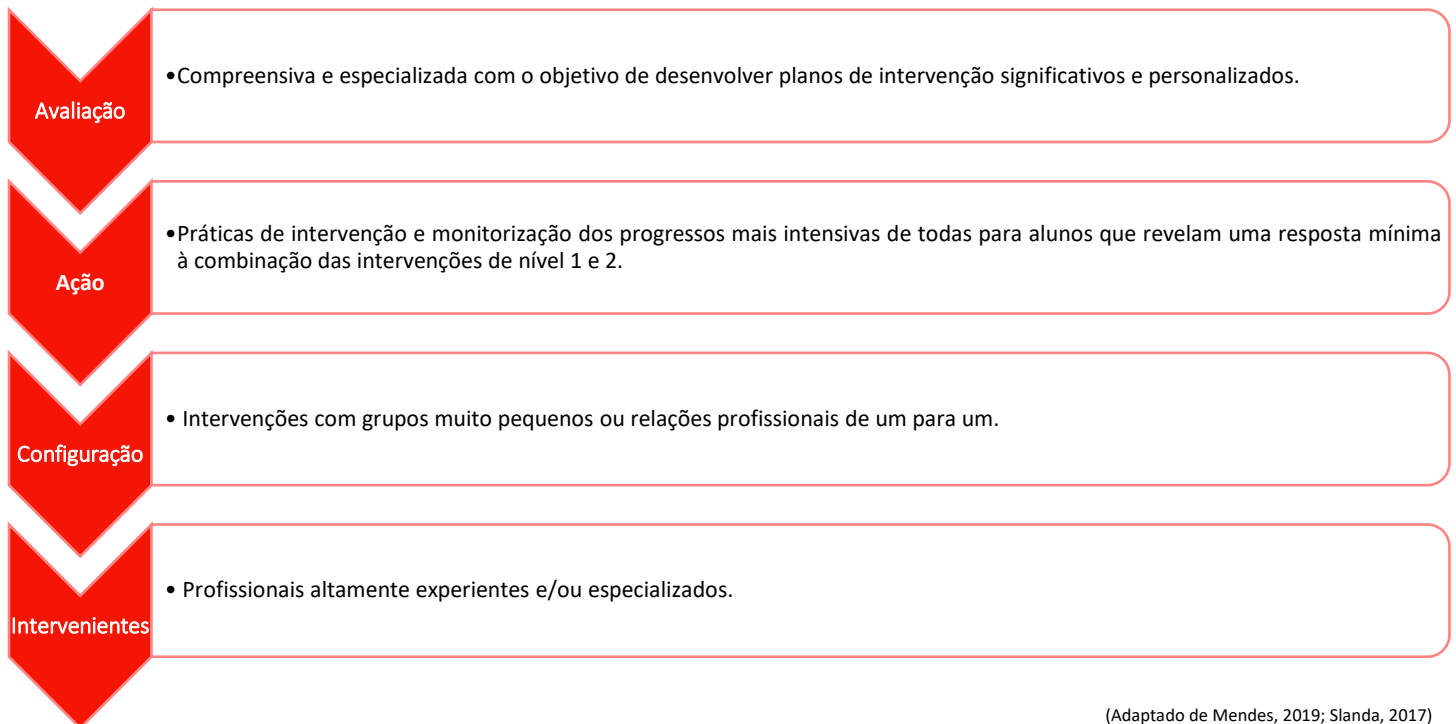 Avaliação
•Compreensiva e especializada com o objetivo de desenvolver planos de intervenção significativos e personalizados.
Ação
•Práticas de intervenção e monitorização dos progressos mais intensivas de todas para alunos que revelam uma resposta mínima
à combinação das intervenções de nível 1 e 2.
Configuração
• Intervenções com grupos muito pequenos ou relações profissionais de um para um.
Intervenientes
• Profissionais altamente experientes e/ou especializados.
(Adaptado de Mendes, 2019; Slanda, 2017)